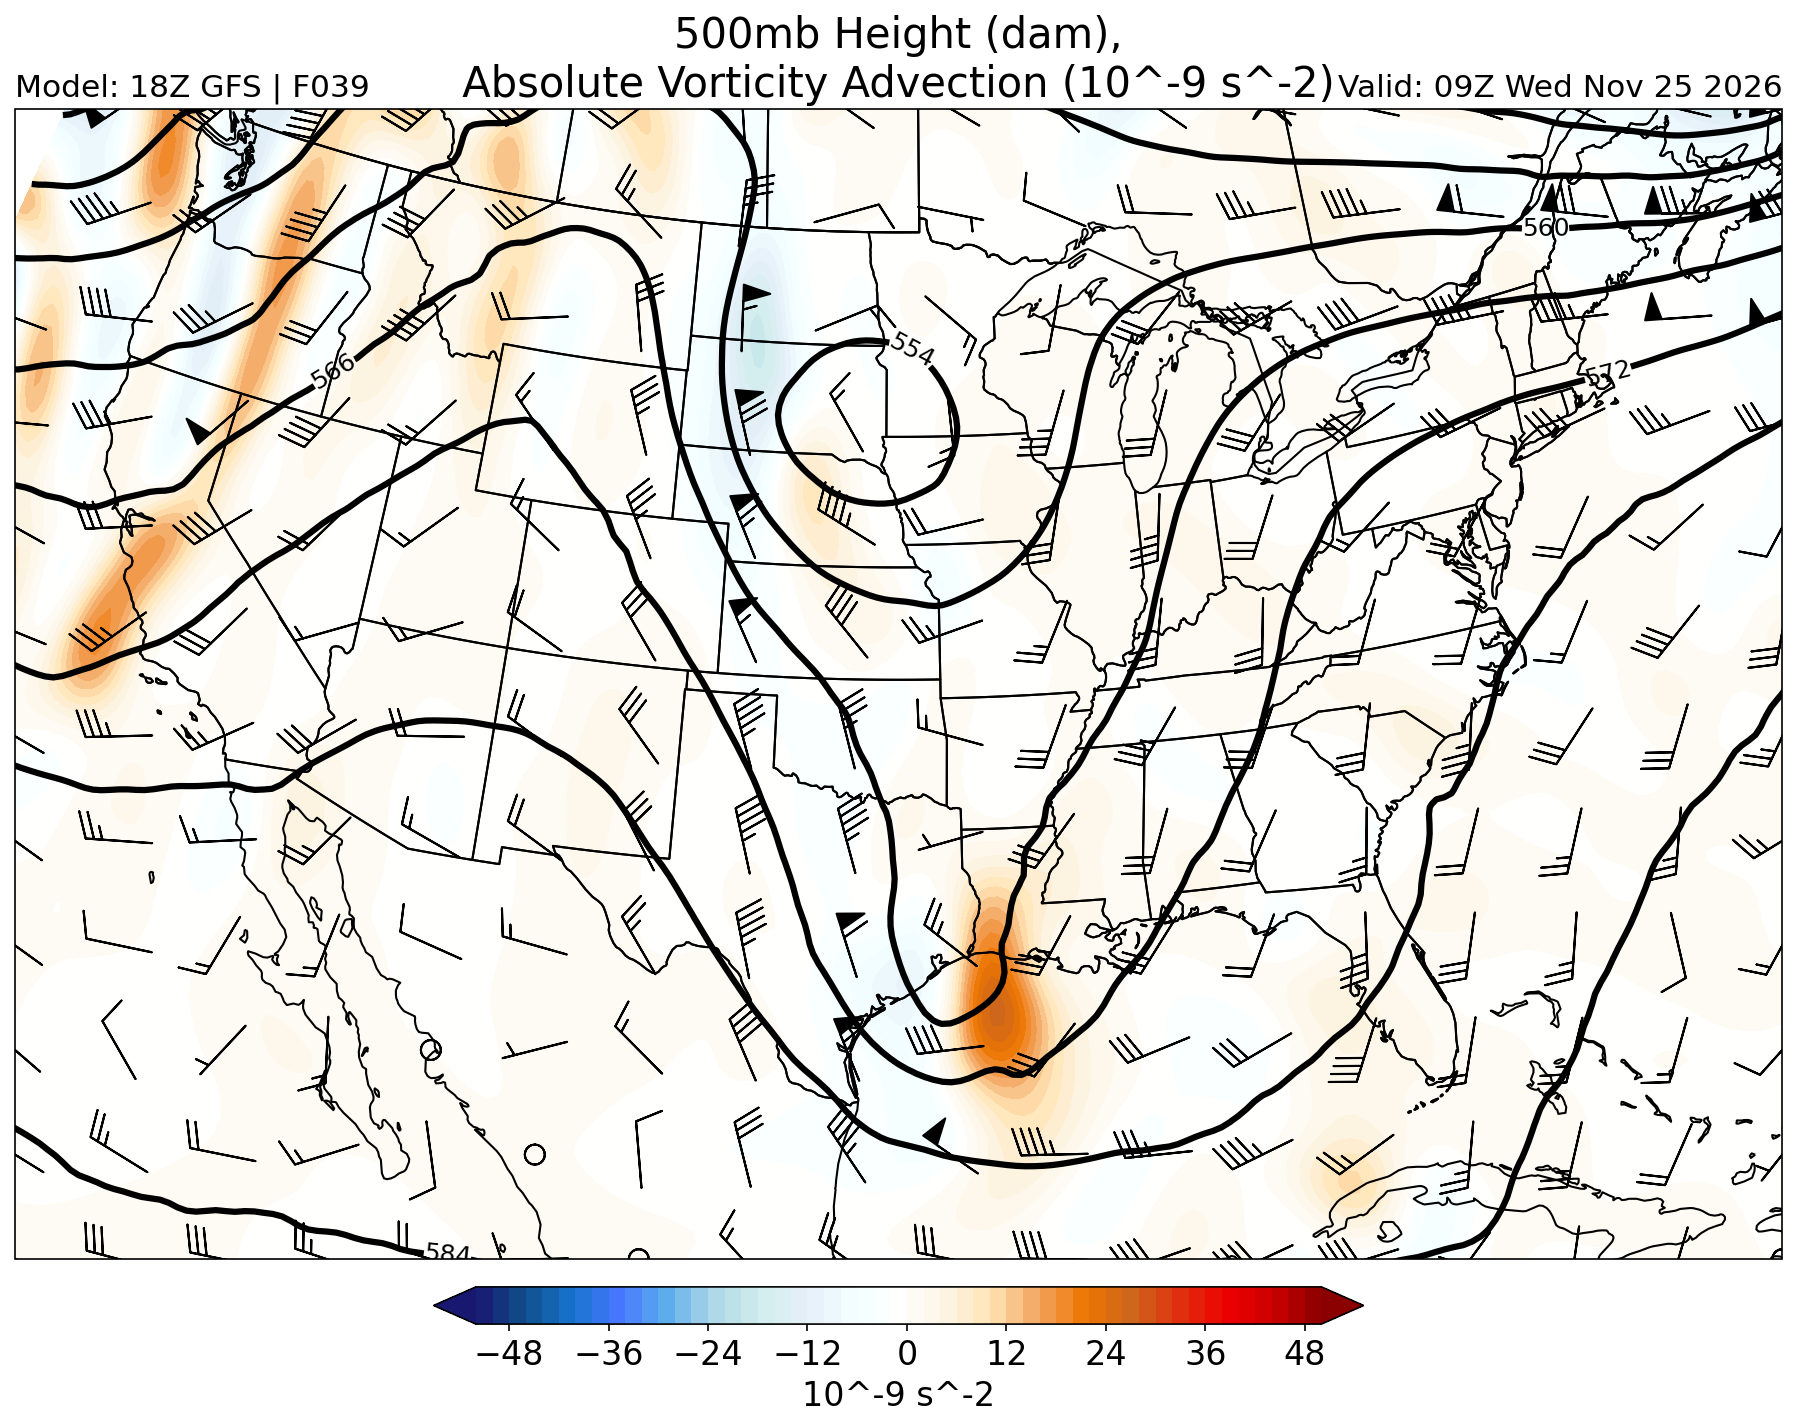 500mb Height (dam),
Model: 18Z GFS | F039
Absolute Vorticity Advection (10^-9 s^-2)
Valid: 09Z Wed Nov 25 2026
560
554
566
572
584
−48 −36 −24 −12 0 12 24 36 48
10^-9 s^-2